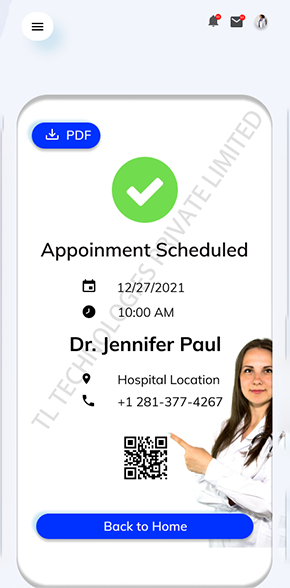 PDF
Appoinment Scheduled
12/27/2021
10:00 AM
Dr. Jennifer Paul
Hospital Location
+1 281-377-4267
Back to Home
TL TECHNOLOGIES PRIVATE LIMITED